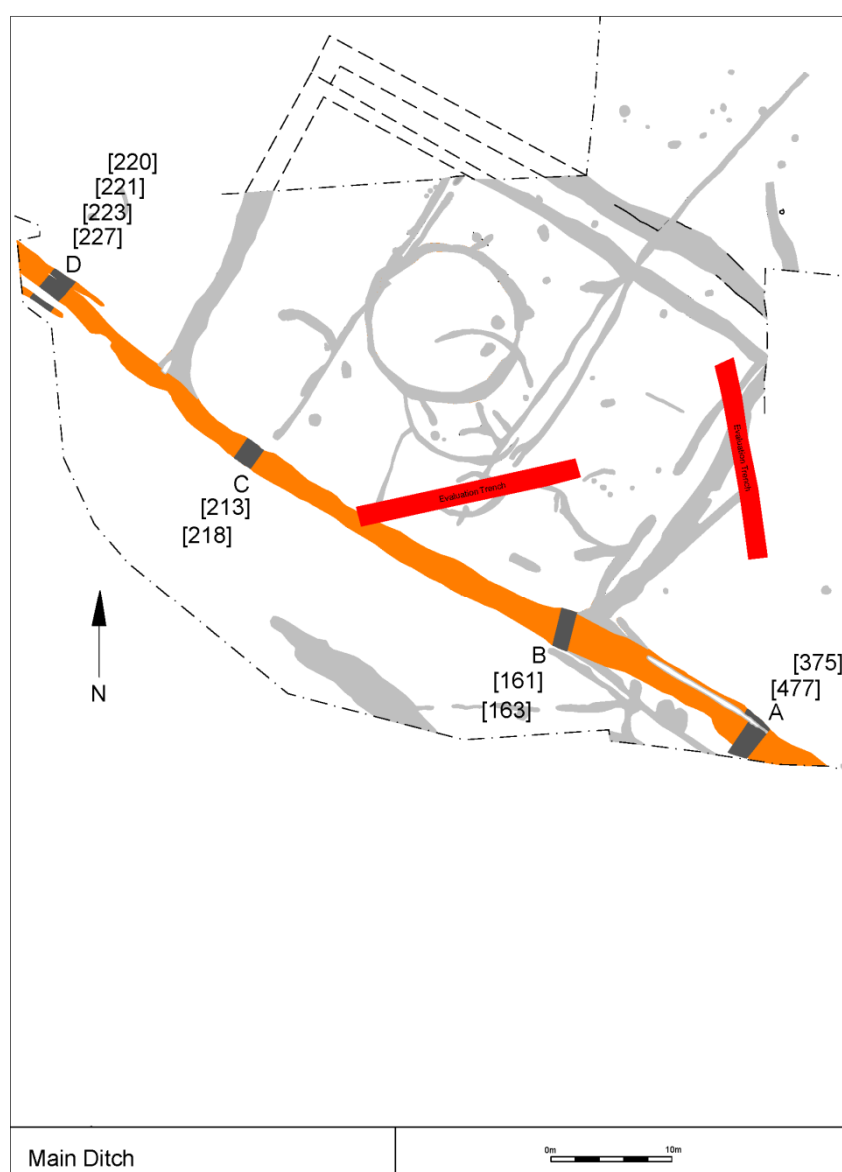 [220]
[221]
[223]
[227]
D
Evaluation Trench
Evaluation Trench
C
[213]
[218]
N
B
[161]
[163]
[375]
[477]
A
Main Ditch
0m 10m